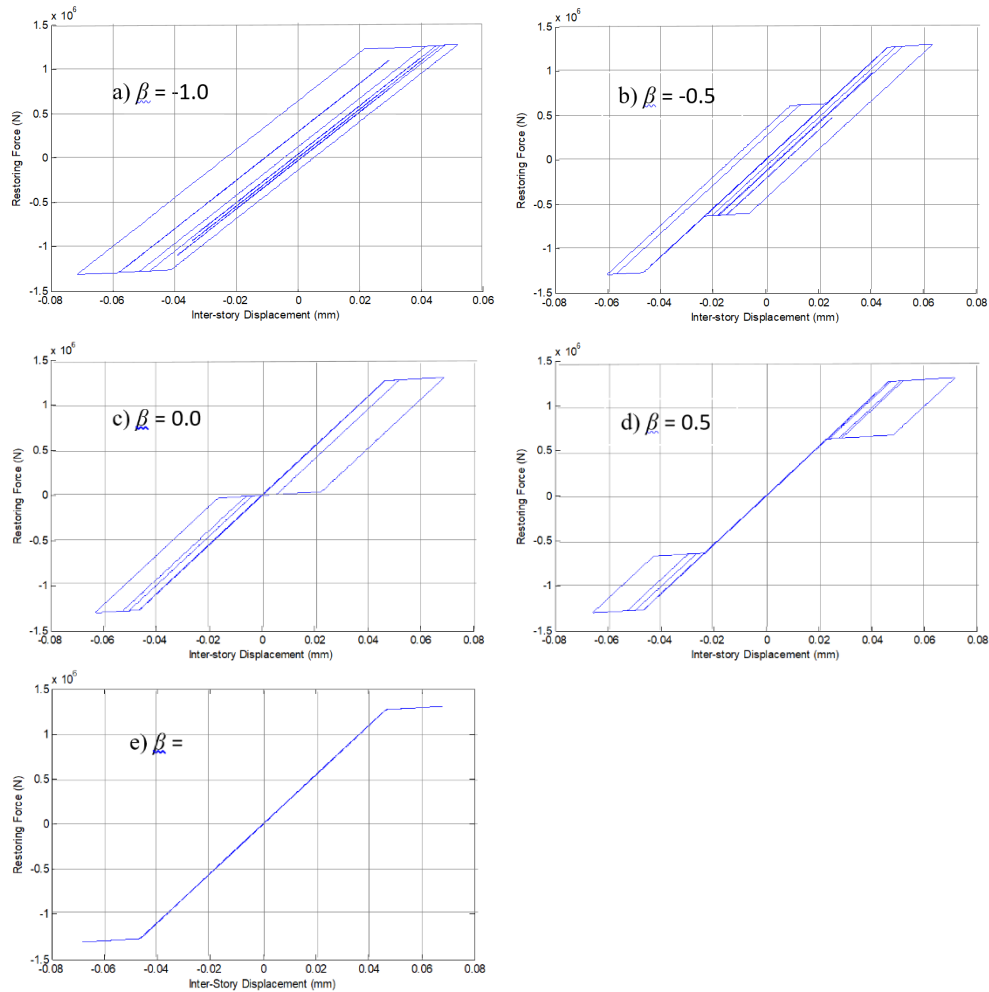 x 10^6
1.5
1
0.5
0
-0.5
-1
-1.5
-0.08 -0.06 -0.04 -0.02 0 0.02 0.04 0.06
Restoring Force (N)
Inter-story Displacement (mm)
a) β = -1.0
x 10^6
1.5
1
0.5
0
-0.5
-1
-1.5
-0.08 -0.06 -0.04 -0.02 0 0.02 0.04 0.06 0.08
Restoring Force (N)
Inter-story Displacement (mm)
b) β = -0.5
x 10^6
1.5
1
0.5
0
-0.5
-1
-1.5
-0.08 -0.06 -0.04 -0.02 0 0.02 0.04 0.06 0.08
Restoring Force (N)
Inter-story Displacement (mm)
c) β = 0.0
x 10^6
1.5
1
0.5
0
-0.5
-1
-1.5
-0.08 -0.06 -0.04 -0.02 0 0.02 0.04 0.06 0.08
Restoring Force (N)
Inter-story Displacement (mm)
d) β = 0.5
x 10^6
1.5
1
0.5
0
-0.5
-1
-1.5
-0.08 -0.06 -0.04 -0.02 0 0.02 0.04 0.06 0.08
Restoring Force (N)
Inter-Story Displacement (mm)
e) β =